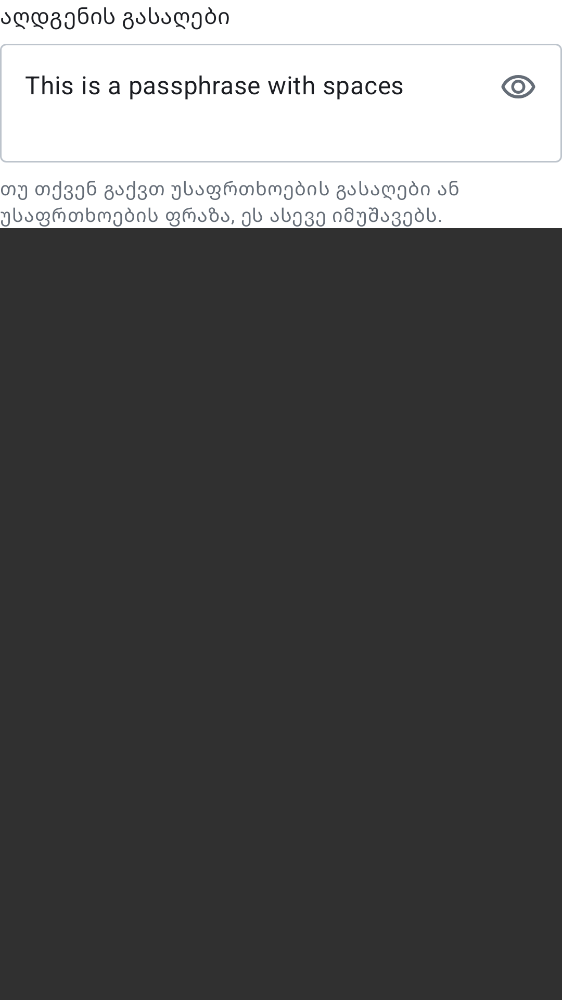 აღდგენის გასაღები
This is a passphrase with spaces
თუ თქვენ გაქვთ უსაფრთხოების გასაღები ან
უსაფრთხოების ფრაზა, ეს ასევე იმუშავებს.